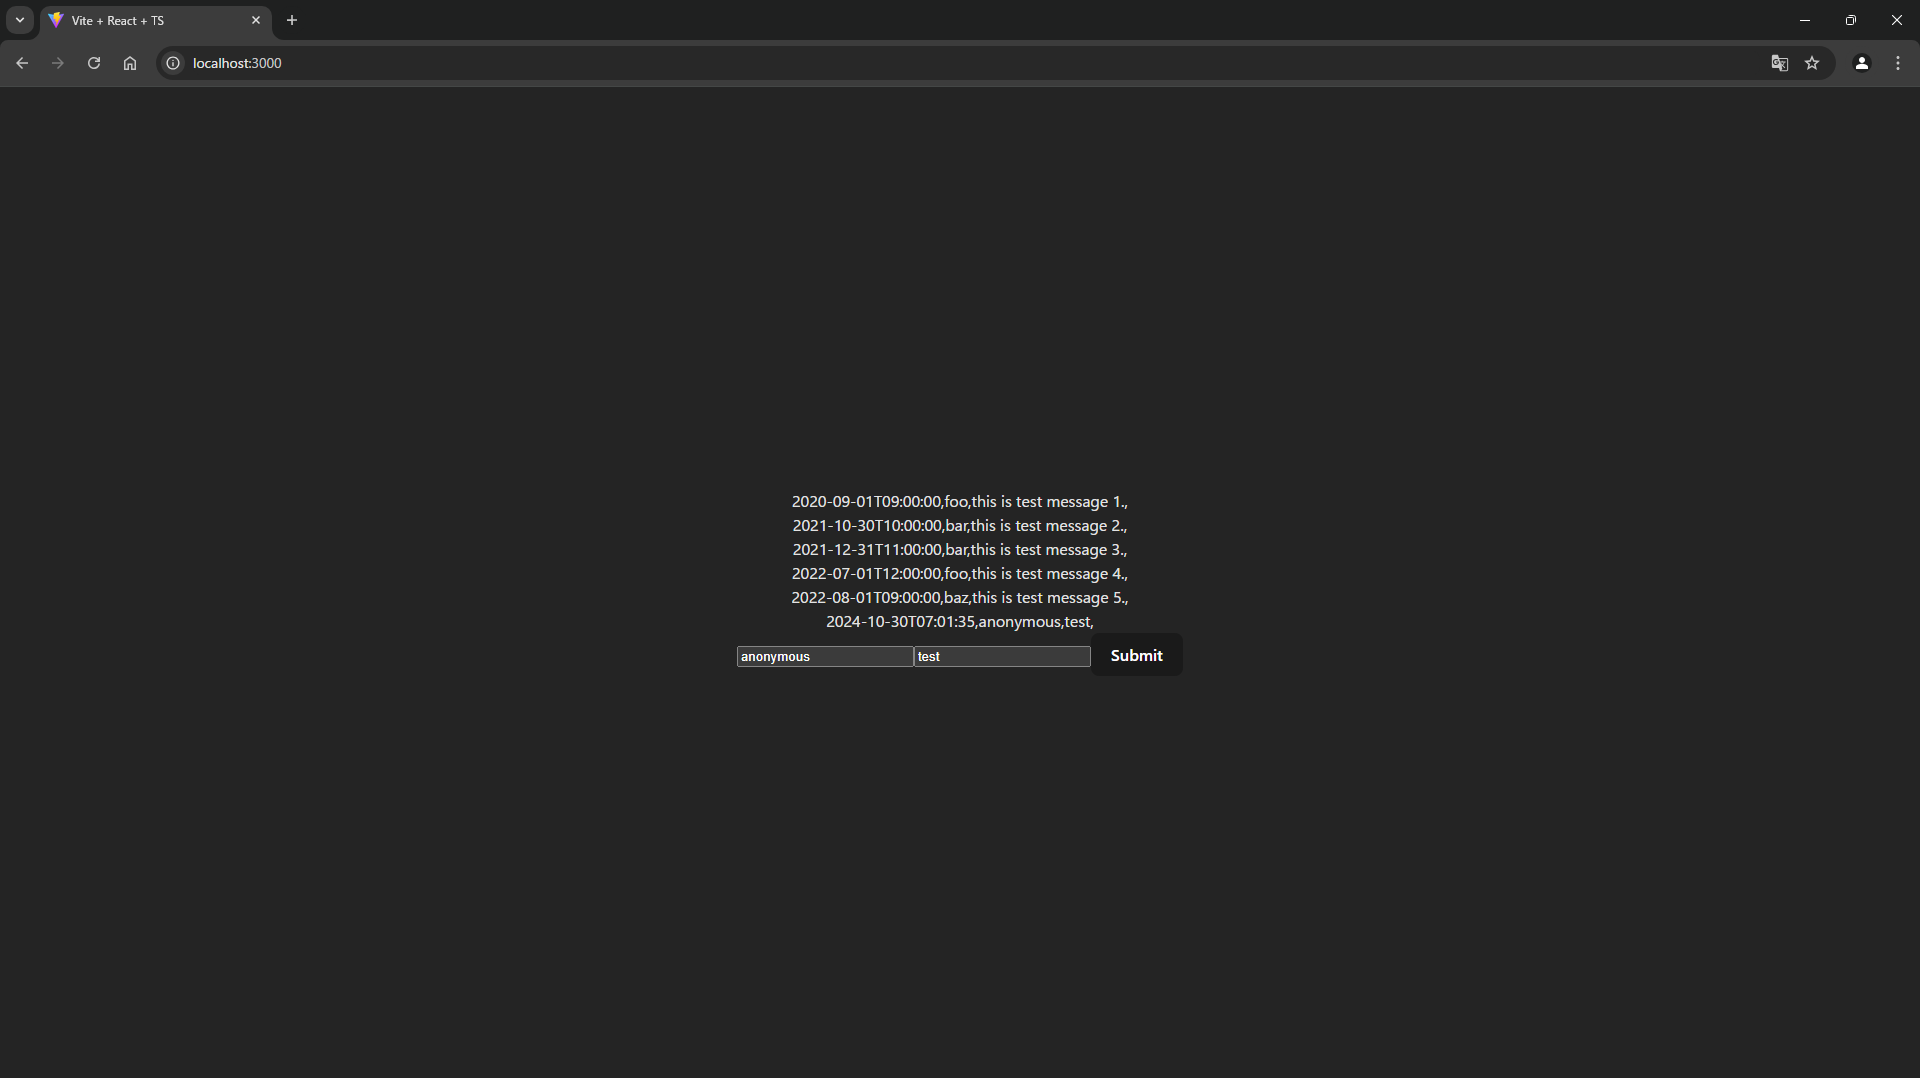 Vite + React + TS
localhost:3000
2020-09-01T09:00:00,foo,this is test message 1.,
2021-10-30T10:00:00,bar,this is test message 2.,
2021-12-31T11:00:00,bar,this is test message 3.,
2022-07-01T12:00:00,foo,this is test message 4.,
2022-08-01T09:00:00,baz,this is test message 5.,
2024-10-30T07:01:35,anonymous,test,
anonymous test Submit